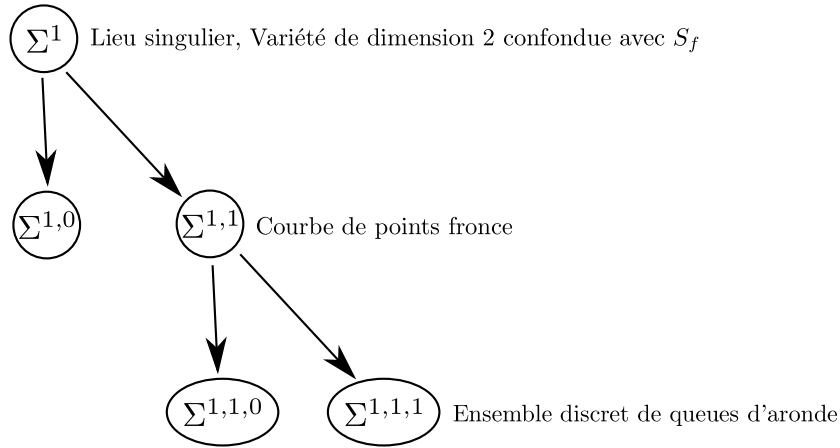 Σ^1 Lieu singulier, Variété de dimension 2 confondue avec S_f
Σ^{1,0}
Σ^{1,1} Courbe de points fronce
Σ^{1,1,0}
Σ^{1,1,1} Ensemble discret de queues d'aronde